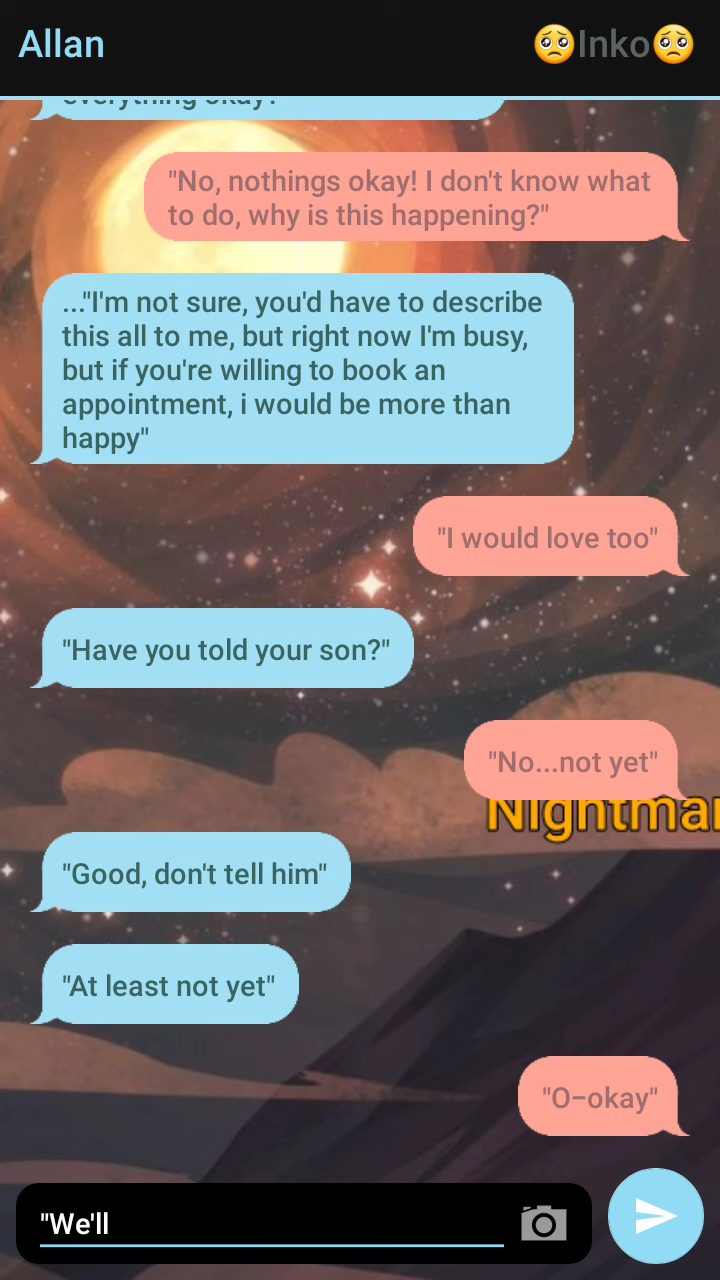 Allan
🥺Inko🥺
everything okay?
"No, nothings okay! I don't know what
to do, why is this happening?"
..."I'm not sure, you'd have to describe
this all to me, but right now I'm busy,
but if you're willing to book an
appointment, i would be more than
happy"
"I would love too"
"Have you told your son?"
"No...not yet"
Nightmar
"Good, don't tell him"
"At least not yet"
"O-okay"
"We'll